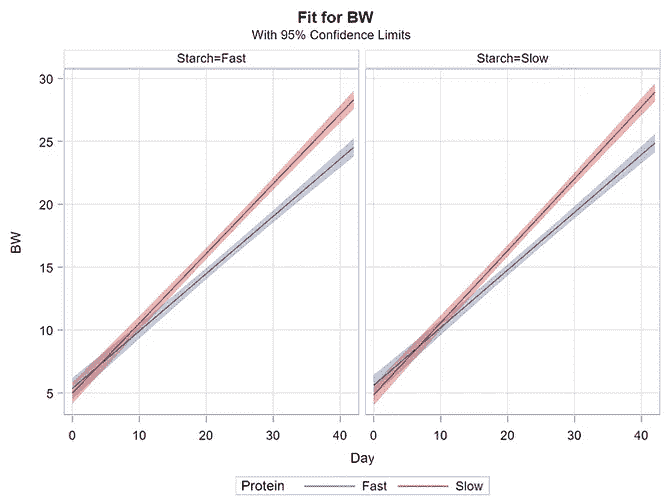 Fit for BW
With 95% Confidence Limits
Starch=Fast
Starch=Slow
30
25
20
15
10
5
BW
0 10 20 30 40
0 10 20 30 40
Day
Protein Fast Slow